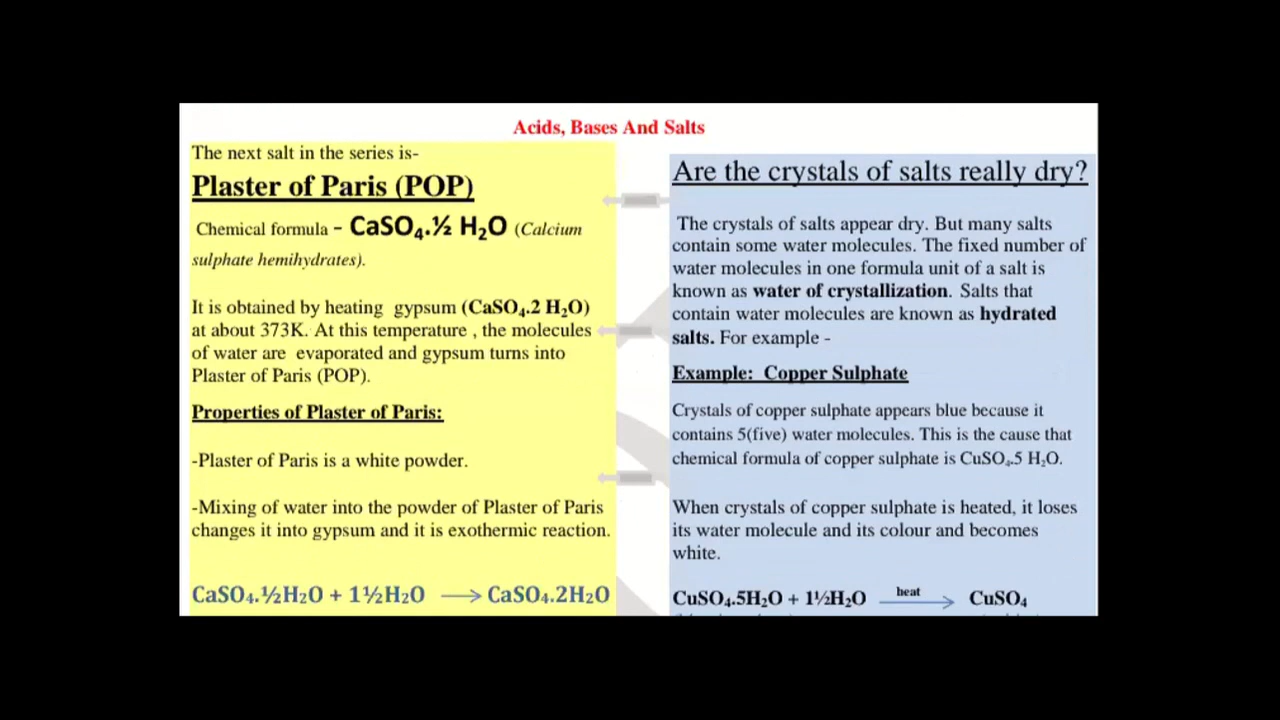 Acids, Bases And Salts
The next salt in the series is-
Plaster of Paris (POP)
Chemical formula – CaSO₄.½ H₂O (Calcium
sulphate hemihydrates).
It is obtained by heating gypsum (CaSO₄.2 H₂O)
at about 373K. At this temperature , the molecules
of water are evaporated and gypsum turns into
Plaster of Paris (POP).
Properties of Plaster of Paris:
-Plaster of Paris is a white powder.
-Mixing of water into the powder of Plaster of Paris
changes it into gypsum and it is exothermic reaction.
CaSO₄.½H₂O + 1½H₂O ⟶ CaSO₄.2H₂O
Are the crystals of salts really dry?
The crystals of salts appear dry. But many salts
contain some water molecules. The fixed number of
water molecules in one formula unit of a salt is
known as water of crystallization. Salts that
contain water molecules are known as hydrated
salts. For example -
Example: Copper Sulphate
Crystals of copper sulphate appears blue because it
contains 5(five) water molecules. This is the cause that
chemical formula of copper sulphate is CuSO₄.5 H₂O.
When crystals of copper sulphate is heated, it loses
its water molecule and its colour and becomes
white.
CuSO₄.5H₂O + 1½H₂O heat ⟶ CuSO₄